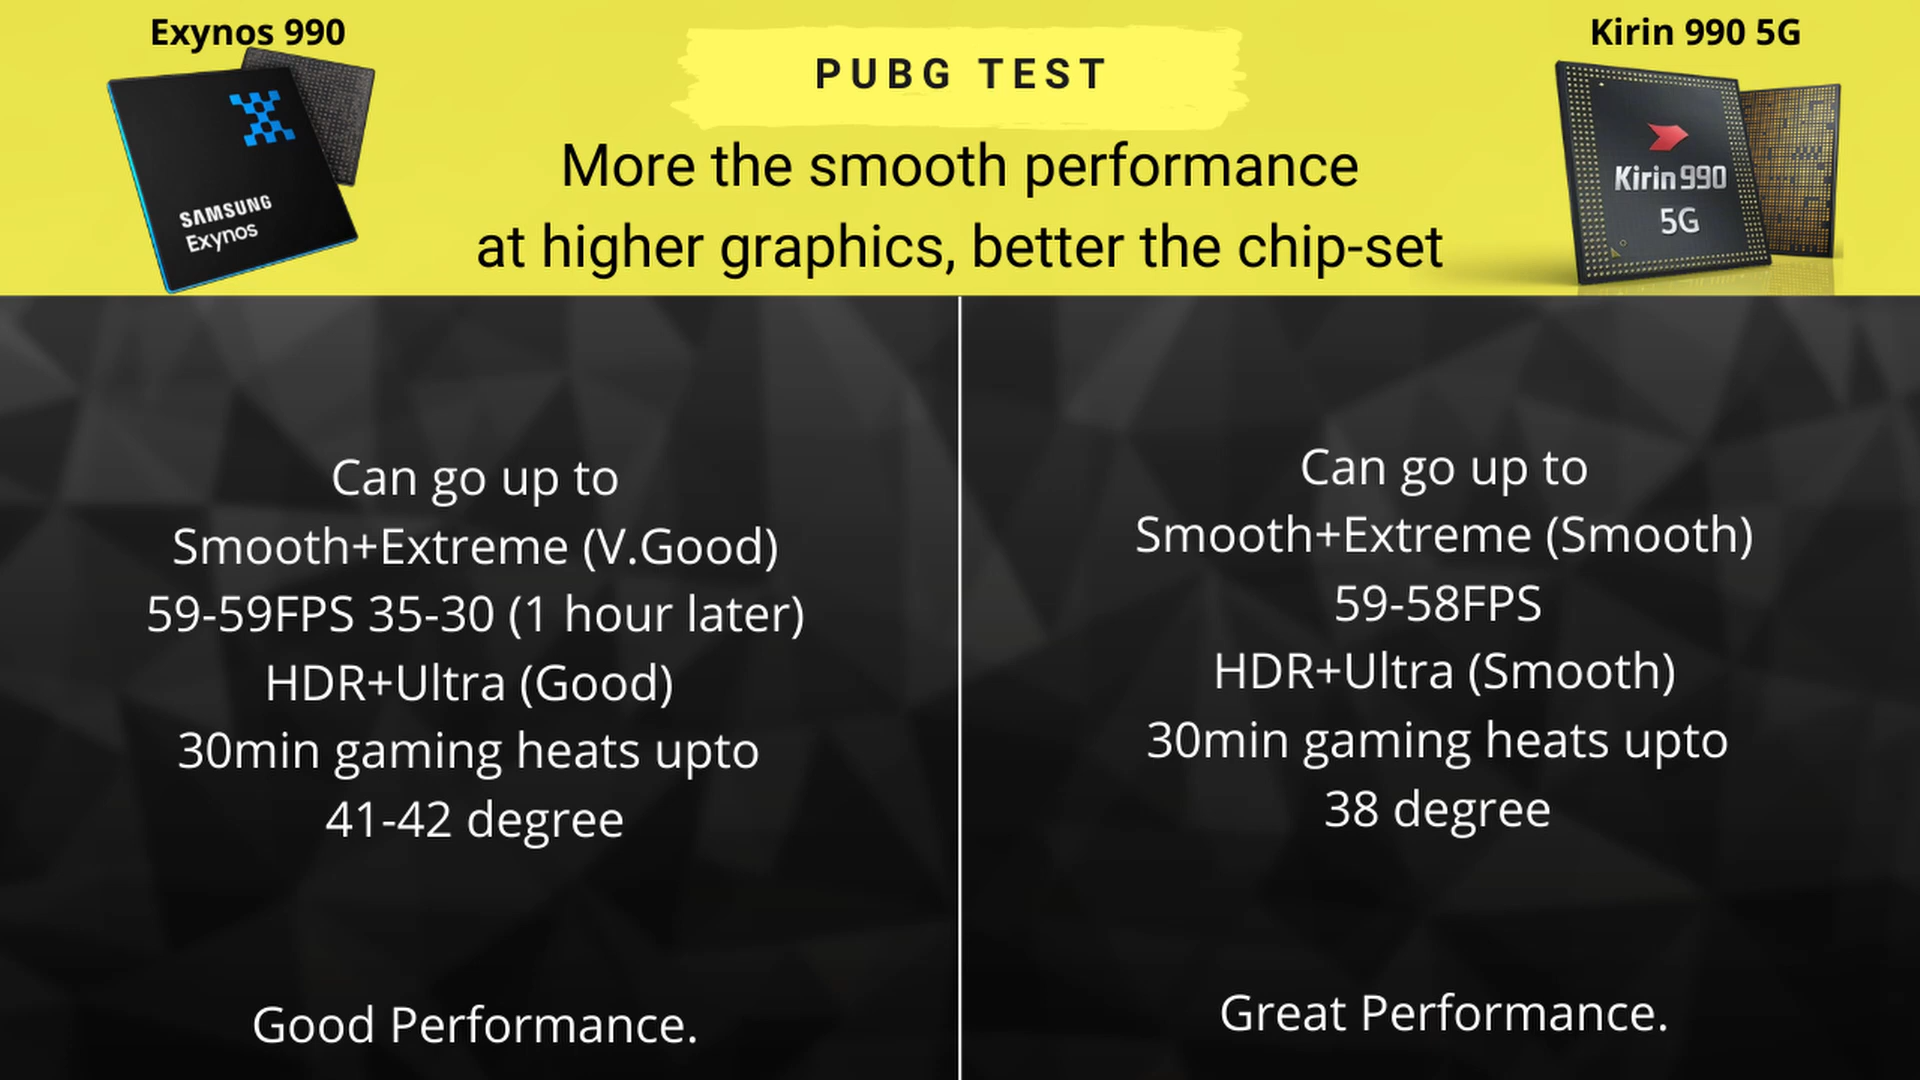 Exynos 990
SAMSUNG
Exynos
PUBG TEST
More the smooth performance
at higher graphics, better the chip-set
Kirin 990 5G
Kirin 990
5G
Can go up to
Smooth+Extreme (V.Good)
59-59FPS 35-30 (1 hour later)
HDR+Ultra (Good)
30min gaming heats upto
41-42 degree
Good Performance.
Can go up to
Smooth+Extreme (Smooth)
59-58FPS
HDR+Ultra (Smooth)
30min gaming heats upto
38 degree
Great Performance.